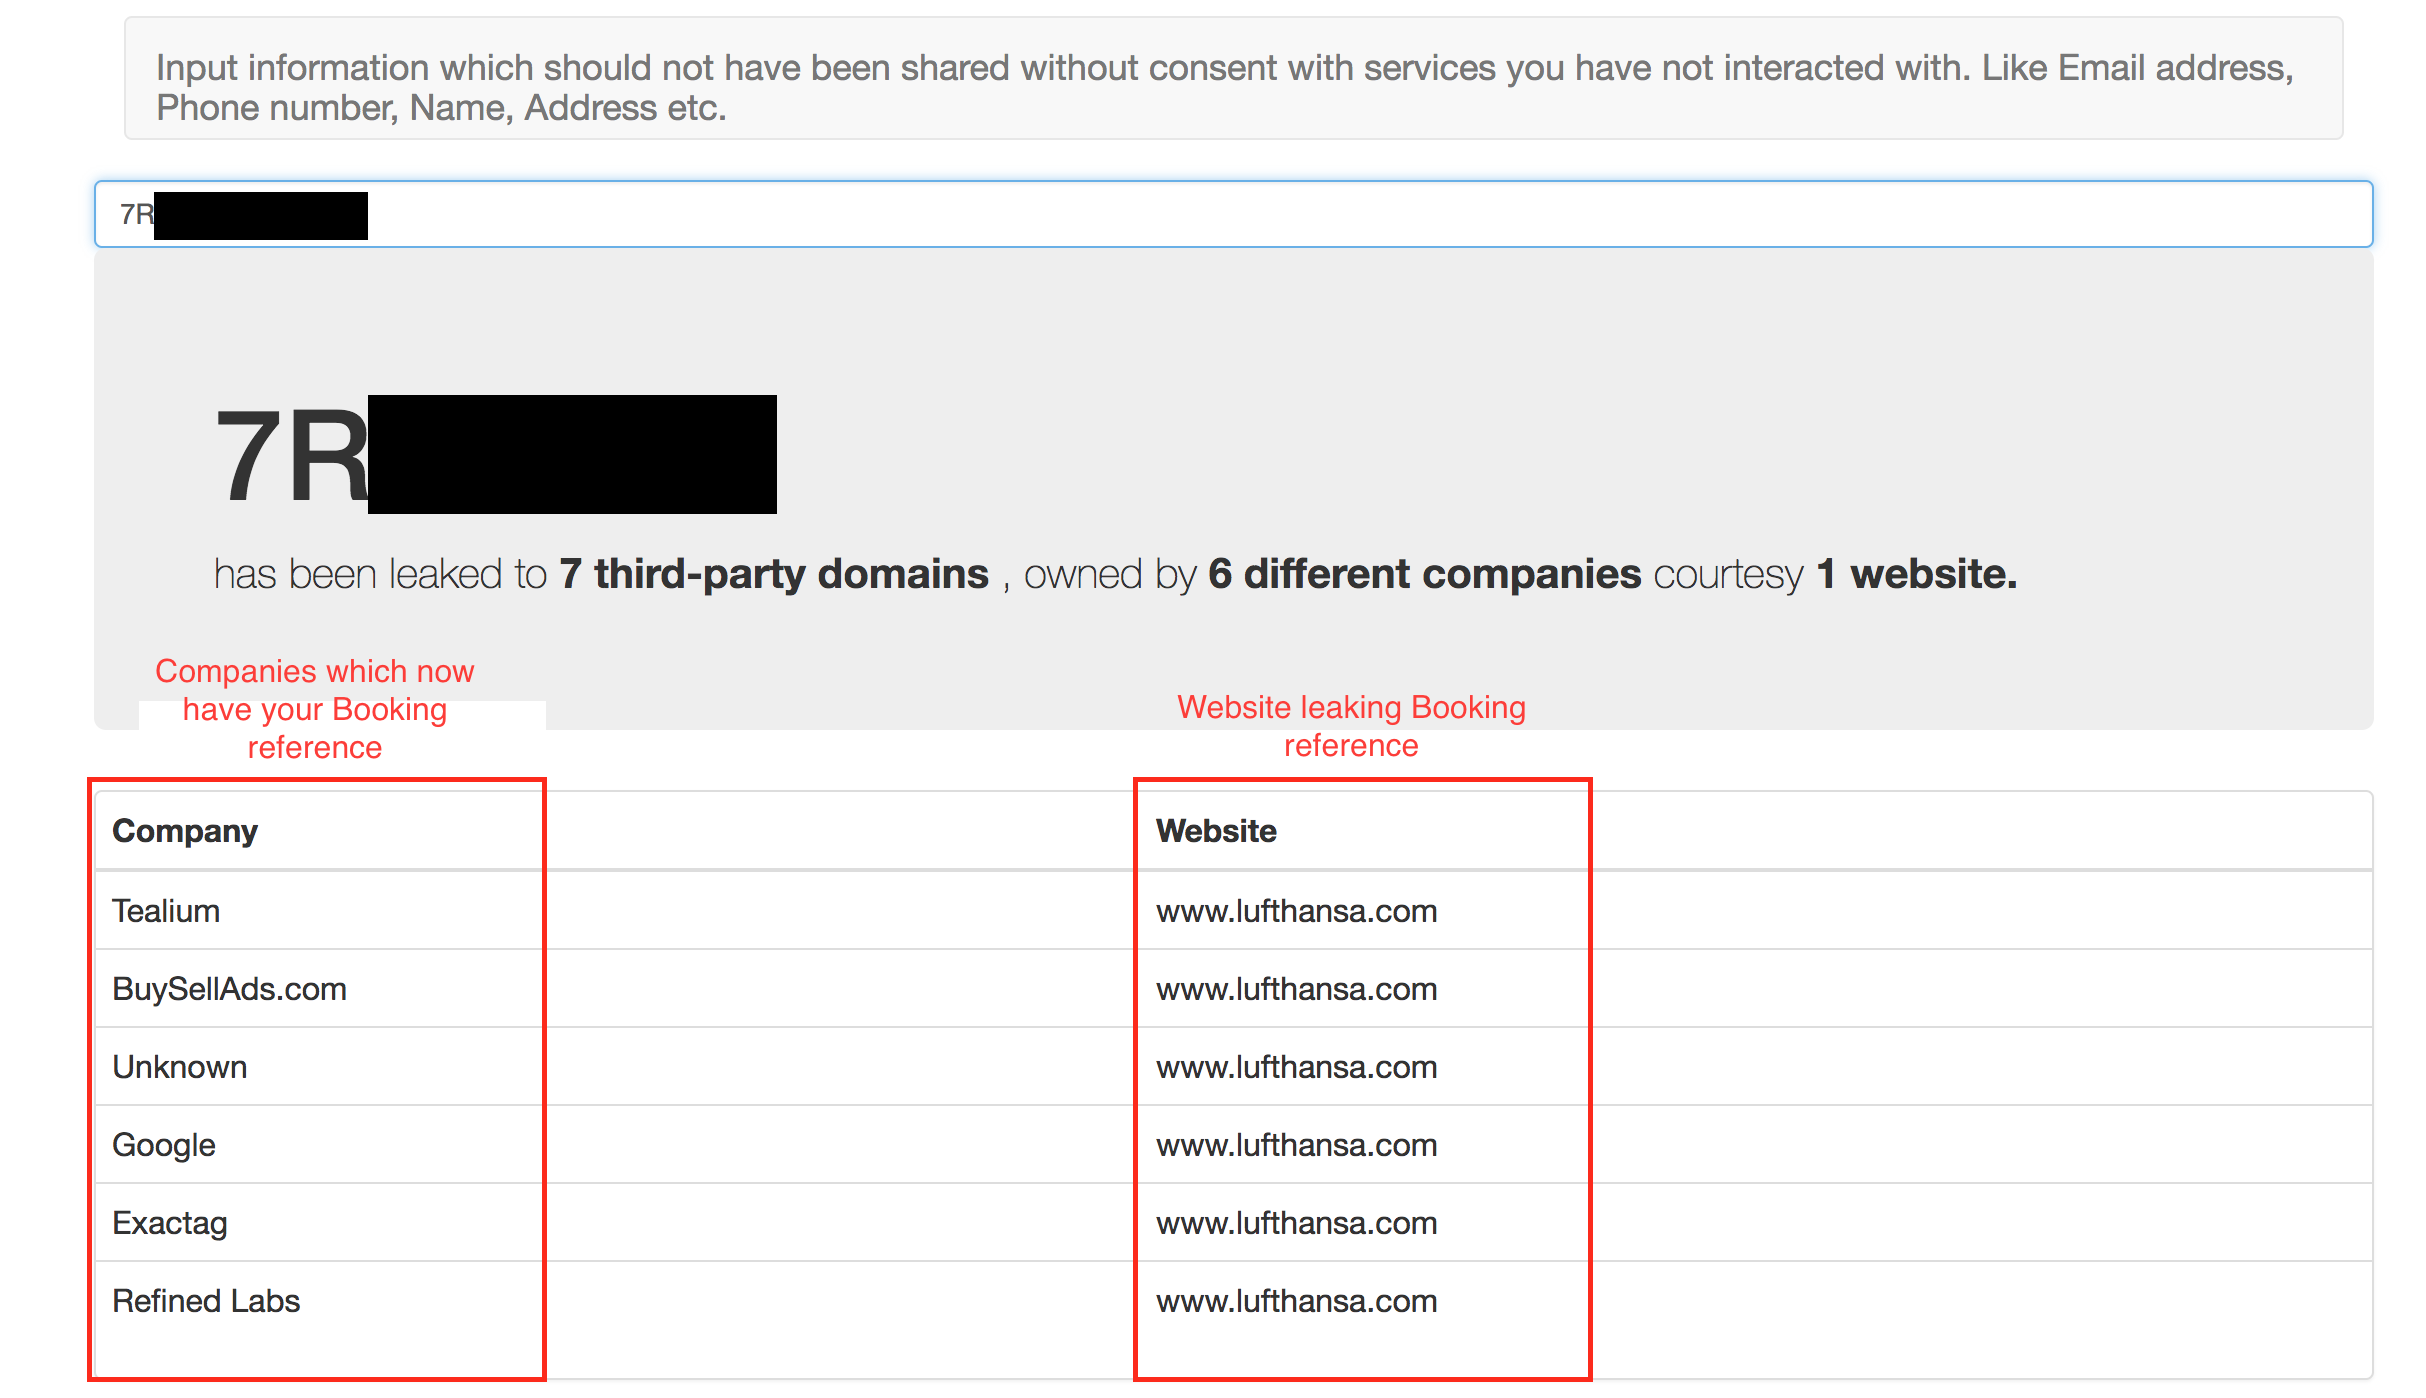 Input information which should not have been shared without consent with services you have not interacted with. Like Email address,
Phone number, Name, Address etc.
7R
7R
has been leaked to 7 third-party domains , owned by 6 different companies courtesy 1 website.
Companies which now
have your Booking
reference
Website leaking Booking
reference
Company Website
Tealium www.lufthansa.com
BuySellAds.com www.lufthansa.com
Unknown www.lufthansa.com
Google www.lufthansa.com
Exactag www.lufthansa.com
Refined Labs www.lufthansa.com